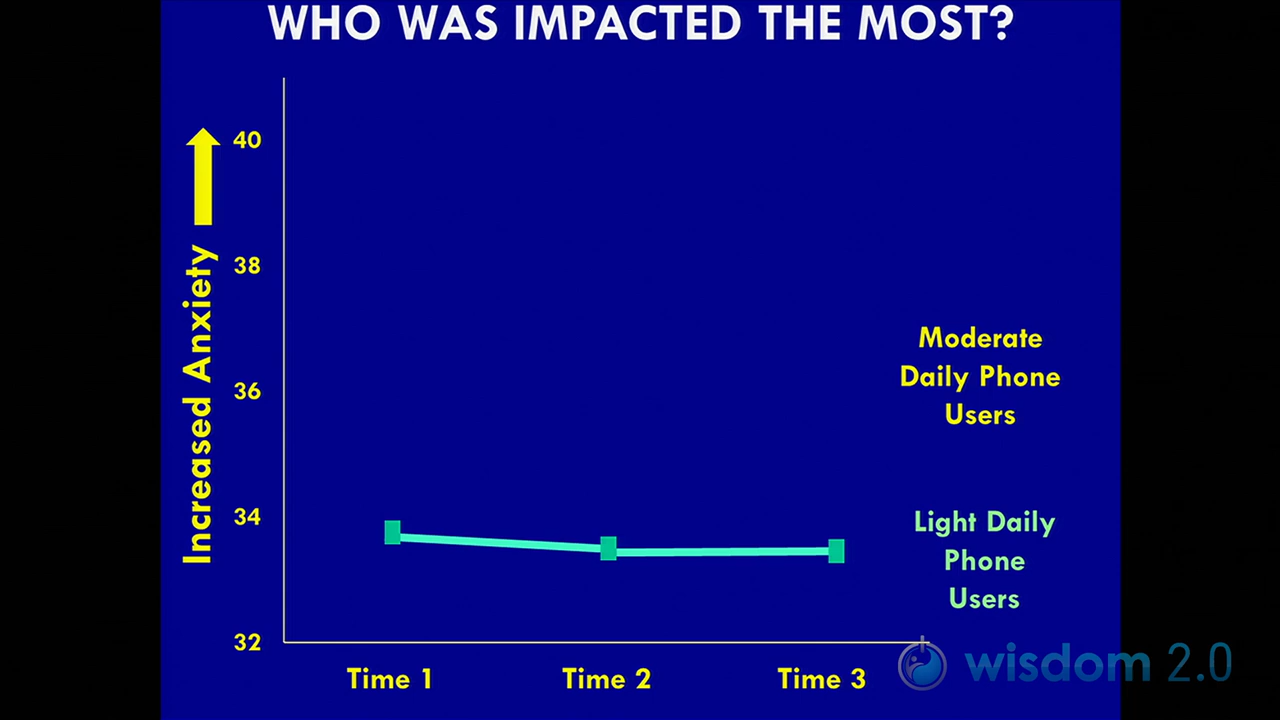 WHO WAS IMPACTED THE MOST?
Increased Anxiety
40
38
36
34
32
Moderate
Daily Phone
Users
Light Daily
Phone
Users
Time 1
Time 2
Time 3
wisdom 2.0